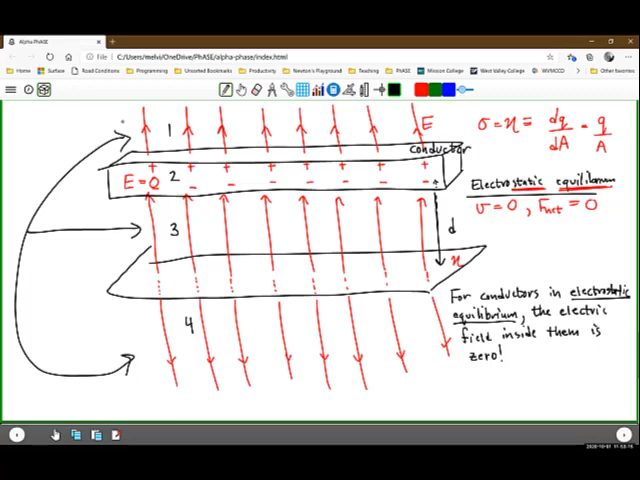 Alpha-PhASE
File
C:/Users/melvi/OneDrive/PhASE/alpha-phase/index.html
Home
Surface
Road Conditions
Programming
Unsorted Bookmarks
Productivity
Newton's Playground
Teaching
PhASE
Mission College
West Valley College
WVMCCD
Other favorites
1
E
σ = η = dq/dA = q/A
conductor
+ + + + + + + +
E = 0
2
- - - - - - -
Electrostatic equilibrium
v = 0 , Fnet = 0
3
d
η
4
For conductors in electrostatic
equilibrium, the electric
field inside them is
zero!